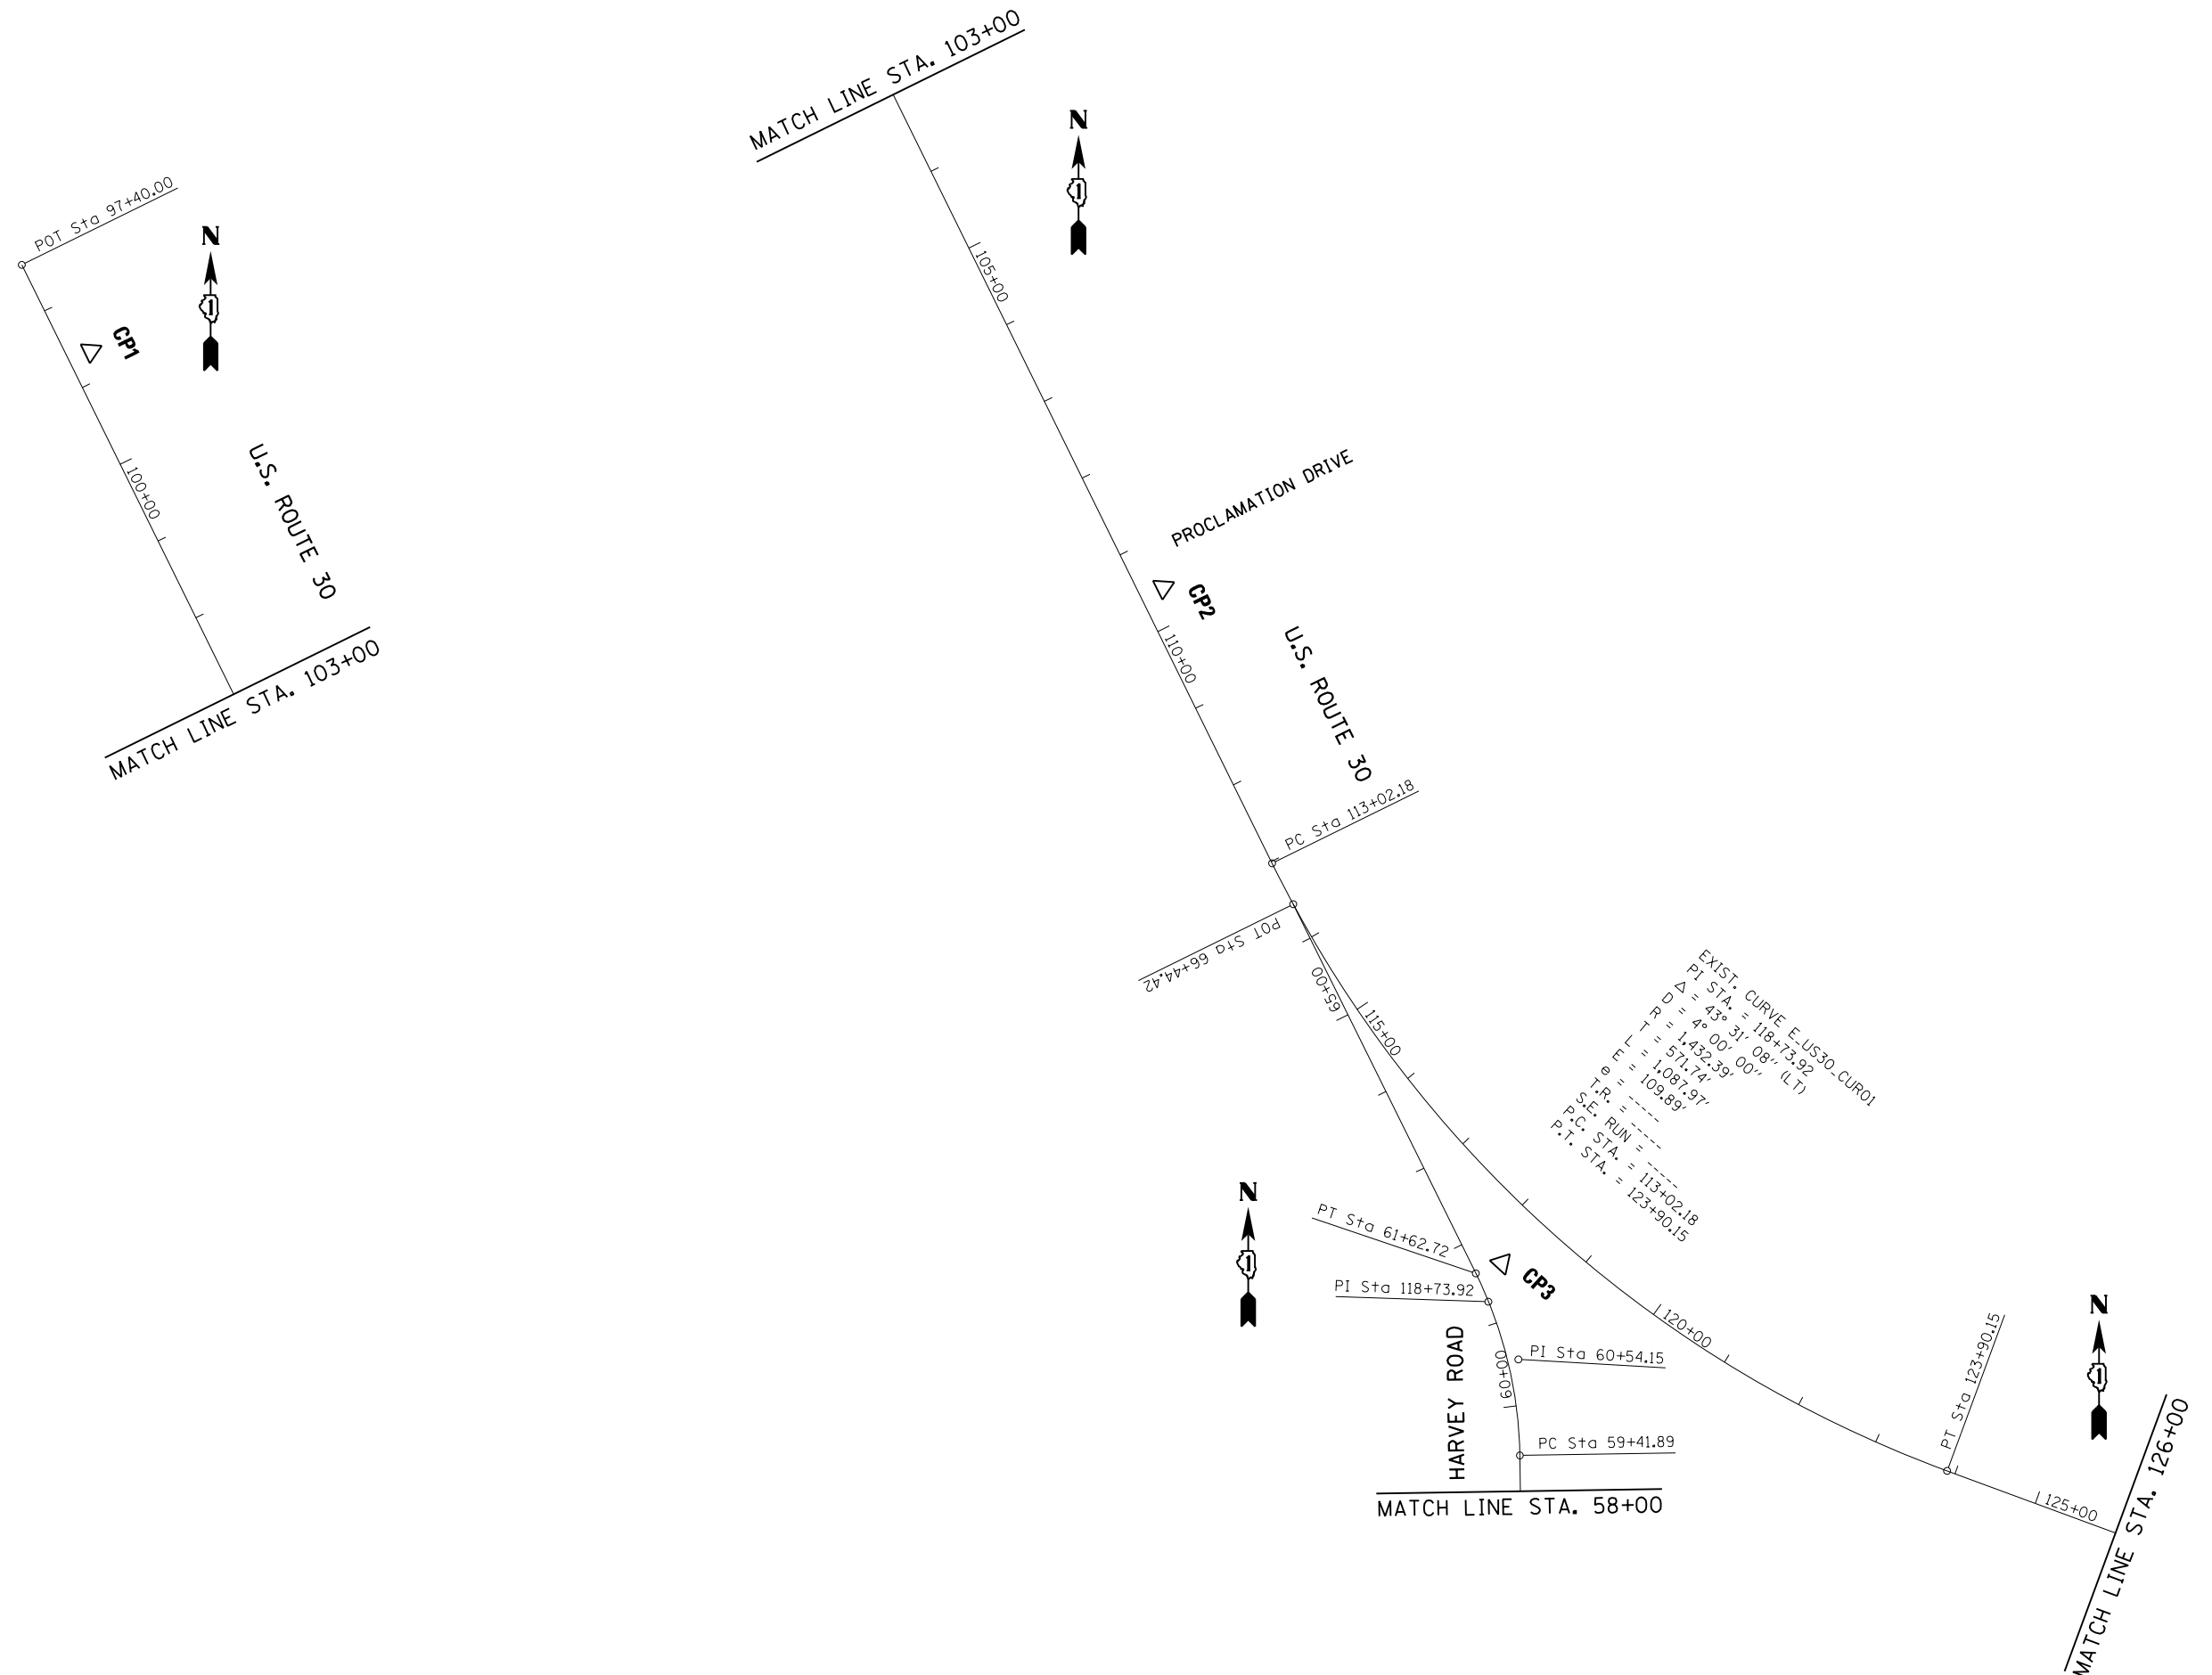 POT Sta 97+40.00
N
1
CP1
100+00
U.S. ROUTE 30
MATCH LINE STA. 103+00
MATCH LINE STA. 103+00
N
1
105+00
PROCLAMATION DRIVE
CP2
110+00
U.S. ROUTE 30
PC Sta 113+02.18
POT Sta 66+44.42
65+00
115+00
EXIST. CURVE E_US30_CUR01
PI STA. = 118+73.92
Δ = 43° 31' 08'' (LT)
D = 4° 00' 00''
R = 1,432.39'
T = 571.74'
L = 1,087.97'
E = 109.89'
e = -----
T.R. = -----
S.E. RUN = -----
P.C. STA. = 113+02.18
P.T. STA. = 123+90.15
N
1
PT Sta 61+62.72
CP3
PI Sta 118+73.92
HARVEY ROAD
60+00
PI Sta 60+54.15
PC Sta 59+41.89
MATCH LINE STA. 58+00
120+00
PT Sta 123+90.15
N
1
125+00
MATCH LINE STA. 126+00